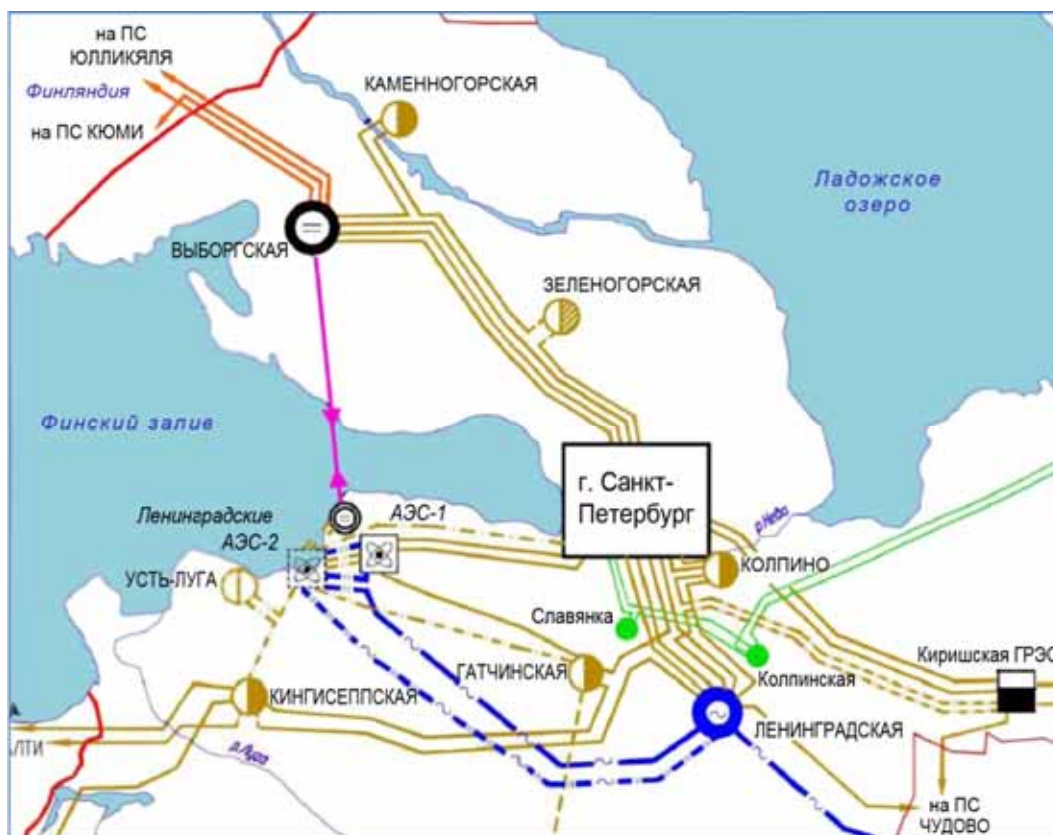 на ПС
ЮЛЛИКЯЛЯ
Финляндия
на ПС КЮМИ
КАМЕННОГОРСКАЯ
Ладожское
озеро
ВЫБОРГСКАЯ
ЗЕЛЕНОГОРСКАЯ
Финский залив
г. Санкт-
Петербург
р.Нева
Ленинградские
АЭС-2
АЭС-1
УСТЬ-ЛУГА
КОЛПИНО
Славянка
Колпинская
Киришская ГРЭС
ГАТЧИНСКАЯ
КИНГИСЕППСКАЯ
ЛЕНИНГРАДСКАЯ
А
АЛТИ
р.Луга
на ПС
ЧУДОВО